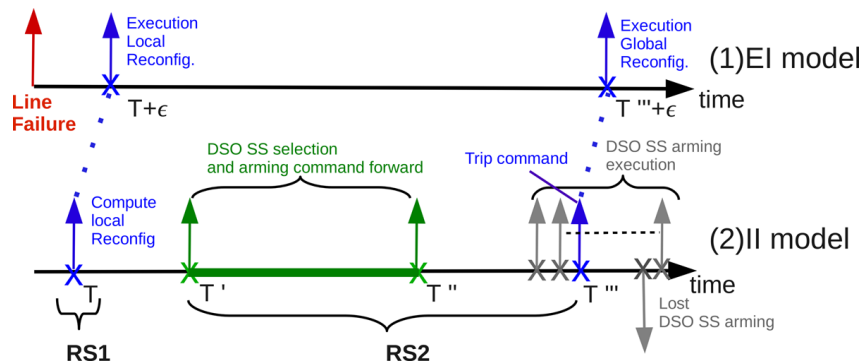 Execution
Local
Reconfig.
Execution
Global
Reconfig.
(1)EI model
Line
Failure
T+ϵ
T '''+ϵ
time
DSO SS selection
and arming command forward
Trip command
DSO SS arming
execution
Compute
local
Reconfig
(2)II model
T
T '
T ''
T '''
time
Lost
DSO SS arming
RS1
RS2